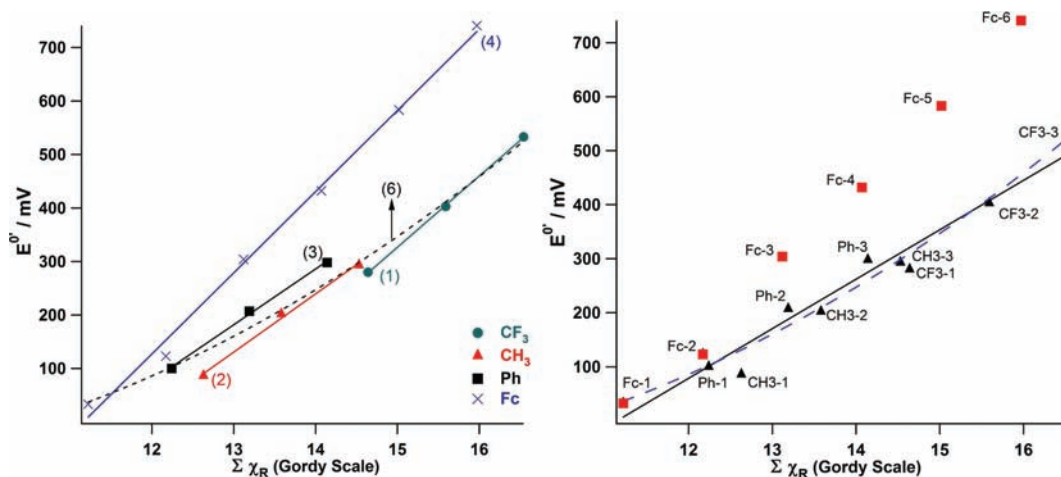 700
600
500
400
300
200
100
E0' / mV
(4)
(6)
(3)
(1)
(2)
CF3
CH3
Ph
Fc
12 13 14 15 16
Σ χR (Gordy Scale)
700
600
500
400
300
200
100
E0' / mV
Fc-6
Fc-5
CF3-3
Fc-4
CF3-2
Fc-3
Ph-3
CH3-3
CF3-1
Ph-2
CH3-2
Fc-2
Ph-1
CH3-1
Fc-1
12 13 14 15 16
Σ χR (Gordy Scale)